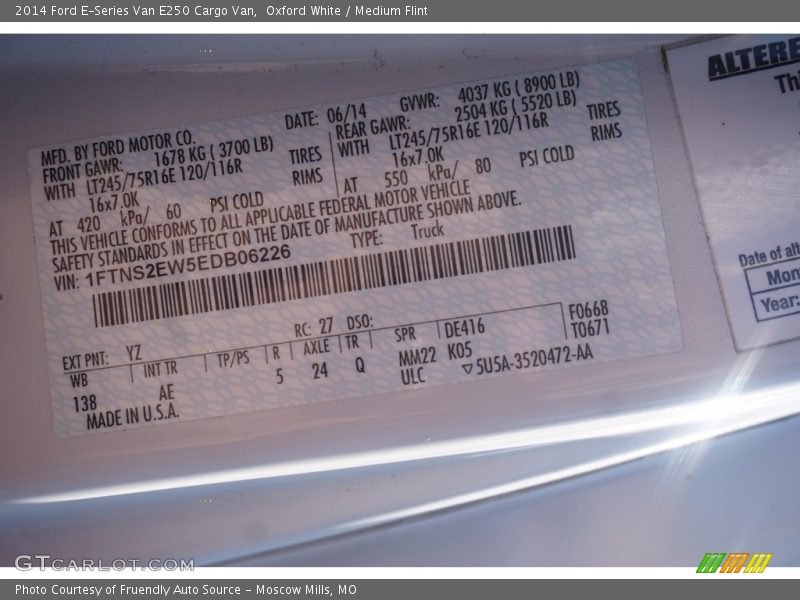 2014 Ford E-Series Van E250 Cargo Van, Oxford White / Medium Flint
MFD. BY FORD MOTOR CO.
DATE: 06/14 GVWR: 4037 KG ( 8900 LB)
FRONT GAWR: 1678 KG ( 3700 LB)
REAR GAWR: 2504 KG ( 5520 LB)
WITH LT245/75R16E 120/116R TIRES
WITH LT245/75R16E 120/116R TIRES
16x7.0K RIMS
16x7.0K RIMS
AT 420 kPa/ 60 PSI COLD
AT 550 kPa/ 80 PSI COLD
THIS VEHICLE CONFORMS TO ALL APPLICABLE FEDERAL MOTOR VEHICLE
SAFETY STANDARDS IN EFFECT ON THE DATE OF MANUFACTURE SHOWN ABOVE.
VIN: 1FTNS2EW5EDB06226
TYPE: Truck
EXT PNT: YZ RC: 27 DSO:
F0668
T0671
WB INT TR TP/PS R AXLE TR SPR DE416
138 AE 5 24 Q MM22 K05
ULC ▽5U5A-3520472-AA
MADE IN U.S.A.
ALTERE
Thi
Date of alt
Mon
Year:
GTCARLOT.COM
Photo Courtesy of Fruendly Auto Source - Moscow Mills, MO